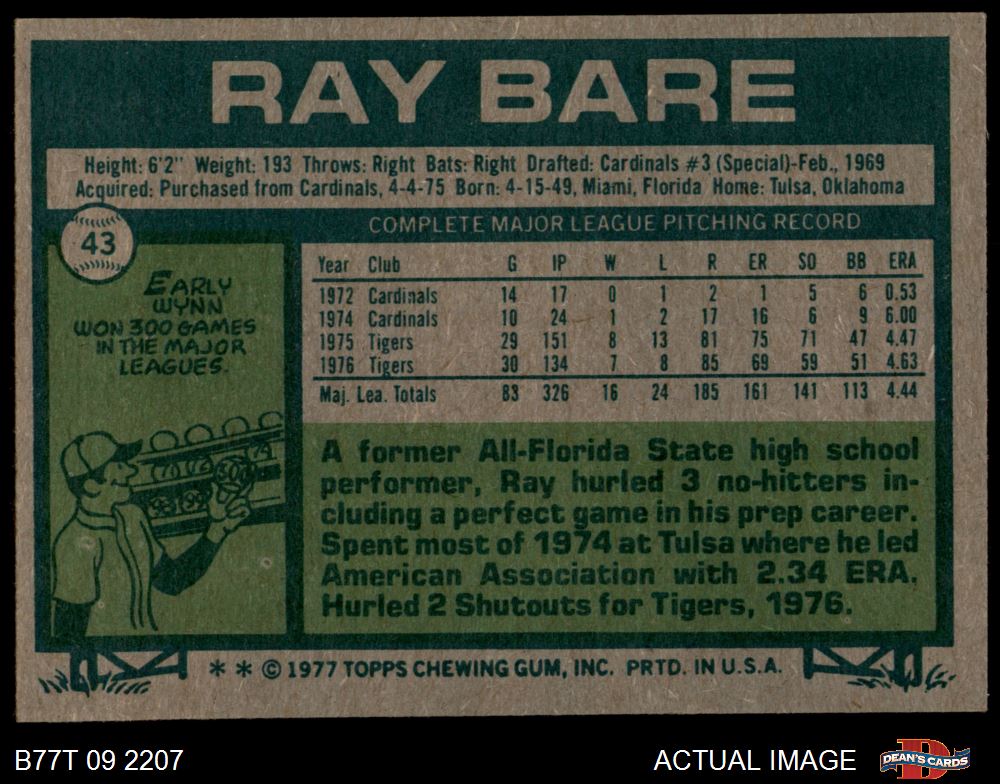 RAY BARE
Height: 6'2" Weight: 193 Throws: Right Bats: Right Drafted: Cardinals #3 (Special)-Feb., 1969
Acquired: Purchased from Cardinals, 4-4-75 Born: 4-15-49, Miami, Florida Home: Tulsa, Oklahoma
43
EARLY
WYNN
WON 300 GAMES
IN THE MAJOR
LEAGUES.
COMPLETE MAJOR LEAGUE PITCHING RECORD
Year Club G IP W L R ER SO BB ERA
1972 Cardinals 14 17 0 1 2 1 5 6 0.53
1974 Cardinals 10 24 1 2 17 16 6 9 6.00
1975 Tigers 29 151 8 13 81 75 71 47 4.47
1976 Tigers 30 134 7 8 85 69 59 51 4.63
Maj. Lea. Totals 83 326 16 24 185 161 141 113 4.44
A former All-Florida State high school
performer, Ray hurled 3 no-hitters in-
cluding a perfect game in his prep career.
Spent most of 1974 at Tulsa where he led
American Association with 2.34 ERA.
Hurled 2 Shutouts for Tigers, 1976.
* * © 1977 TOPPS CHEWING GUM, INC. PRTD. IN U.S.A.
B77T 09 2207
ACTUAL IMAGE
DEAN'S CARDS